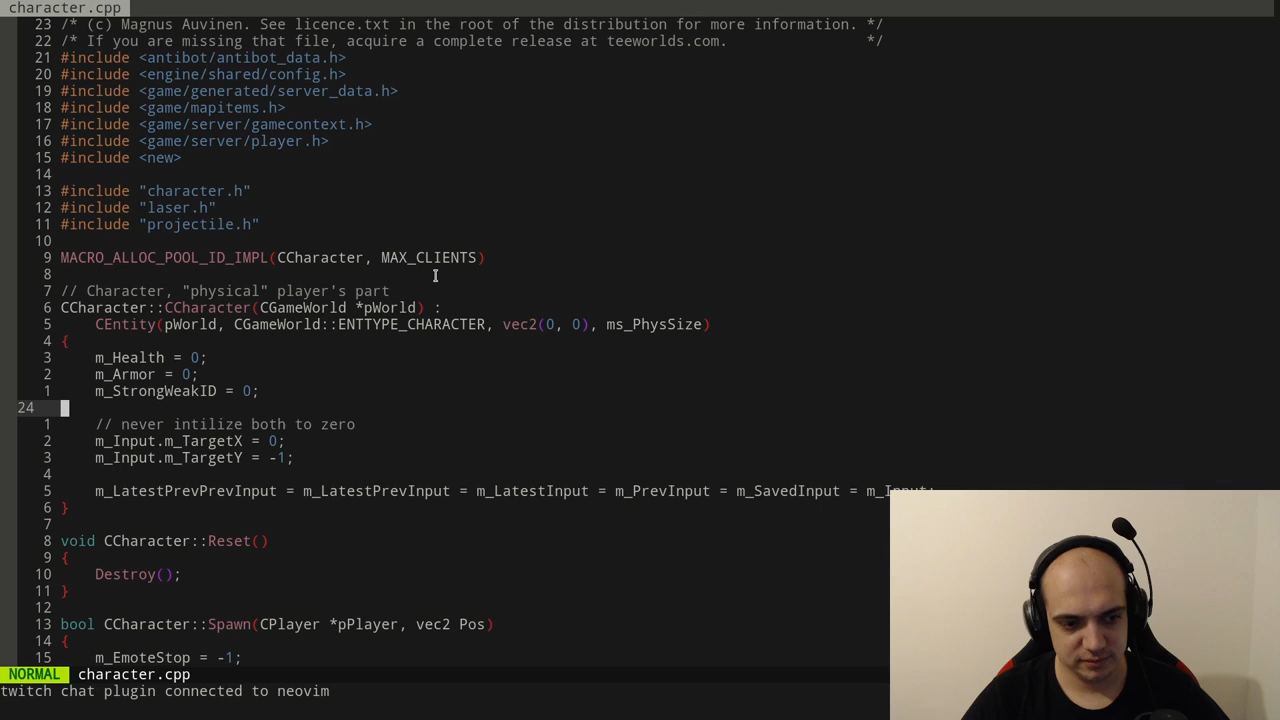 character.cpp
23 /* (c) Magnus Auvinen. See licence.txt in the root of the distribution for more information. */
22 /* If you are missing that file, acquire a complete release at teeworlds.com.                */
21 #include <antibot/antibot_data.h>
20 #include <engine/shared/config.h>
19 #include <game/generated/server_data.h>
18 #include <game/mapitems.h>
17 #include <game/server/gamecontext.h>
16 #include <game/server/player.h>
15 #include <new>
14
13 #include "character.h"
12 #include "laser.h"
11 #include "projectile.h"
10
9 MACRO_ALLOC_POOL_ID_IMPL(CCharacter, MAX_CLIENTS)
8
7 // Character, "physical" player's part
6 CCharacter::CCharacter(CGameWorld *pWorld) :
5     CEntity(pWorld, CGameWorld::ENTTYPE_CHARACTER, vec2(0, 0), ms_PhysSize)
4 {
3     m_Health = 0;
2     m_Armor = 0;
1     m_StrongWeakID = 0;
24
1     // never intilize both to zero
2     m_Input.m_TargetX = 0;
3     m_Input.m_TargetY = -1;
4
5     m_LatestPrevPrevInput = m_LatestPrevInput = m_LatestInput = m_PrevInput = m_SavedInput = m_Input;
6 }
7
8 void CCharacter::Reset()
9 {
10     Destroy();
11 }
12
13 bool CCharacter::Spawn(CPlayer *pPlayer, vec2 Pos)
14 {
15     m_EmoteStop = -1;
NORMAL character.cpp
twitch chat plugin connected to neovim